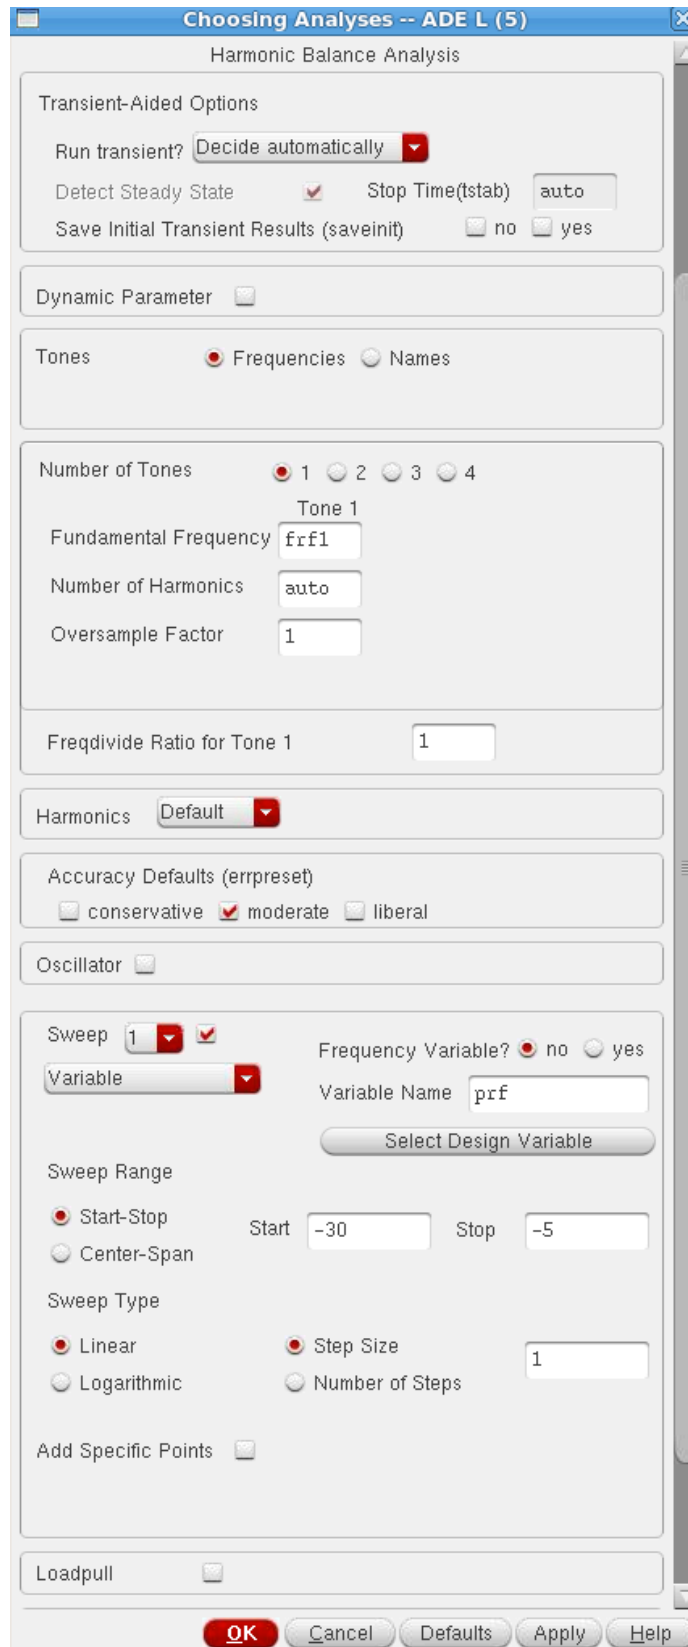 Choosing Analyses -- ADE L (5)
Harmonic Balance Analysis
Transient-Aided Options
Run transient? Decide automatically
Detect Steady State Stop Time(tstab) auto
Save Initial Transient Results (saveinit) no yes
Dynamic Parameter
Tones Frequencies Names
Number of Tones 1 2 3 4
Tone 1
Fundamental Frequency frf1
Number of Harmonics auto
Oversample Factor 1
Freqdivide Ratio for Tone 1 1
Harmonics Default
Accuracy Defaults (errpreset)
conservative moderate liberal
Oscillator
Sweep 1
Frequency Variable? no yes
Variable
Variable Name prf
Select Design Variable
Sweep Range
Start-Stop Start -30 Stop -5
Center-Span
Sweep Type
Linear Step Size 1
Logarithmic Number of Steps
Add Specific Points
Loadpull
OK Cancel Defaults Apply Help